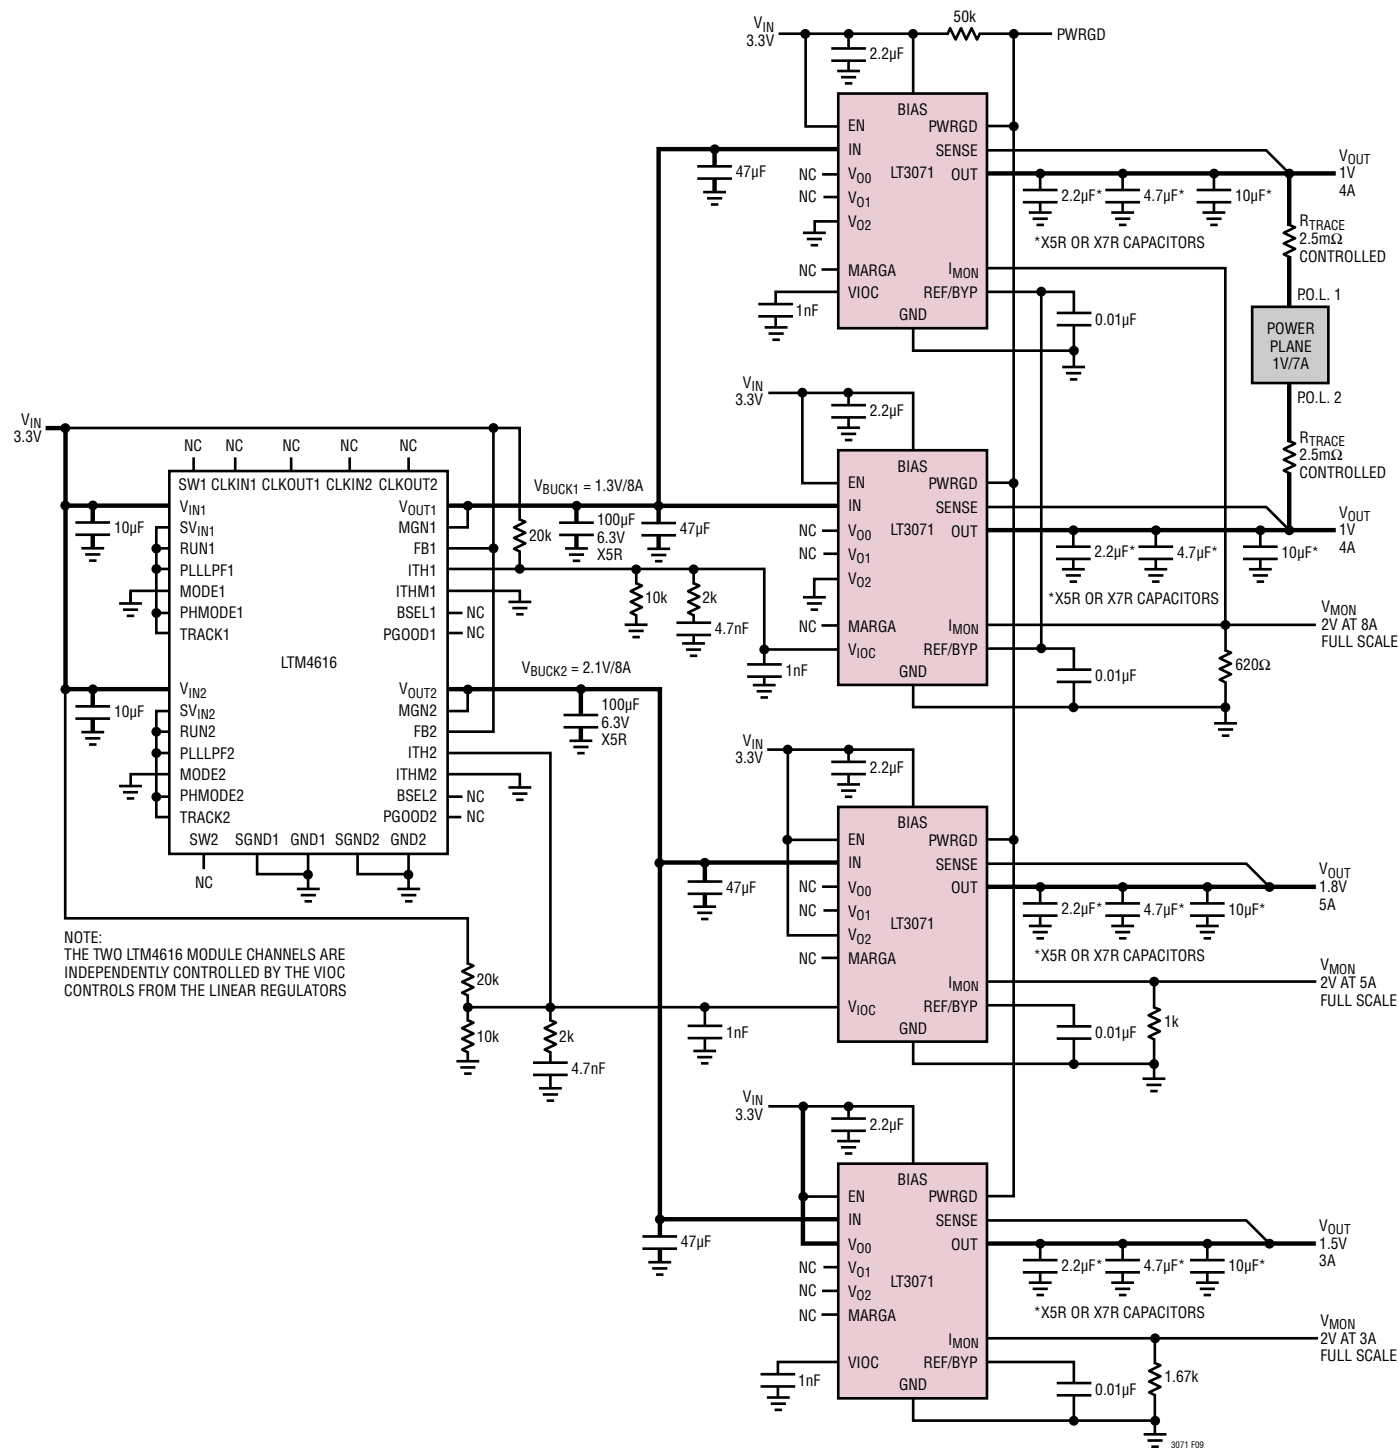 VIN
3.3V
2.2µF
50k
PWRGD
BIAS
EN
PWRGD
IN
SENSE
47µF
NC
VO0
LT3071
OUT
NC
VO1
VO2
NC
MARGA
IMON
VIOC
REF/BYP
1nF
GND
0.01µF
2.2µF*
4.7µF*
10µF*
*X5R OR X7R CAPACITORS
VOUT
1V
4A
RTRACE
2.5mΩ
CONTROLLED
P.O.L. 1
POWER
PLANE
1V/7A
P.O.L. 2
RTRACE
2.5mΩ
CONTROLLED
VIN
3.3V
2.2µF
BIAS
EN
PWRGD
IN
SENSE
NC
VO0
LT3071
OUT
NC
VO1
VO2
NC
MARGA
IMON
VIOC
REF/BYP
1nF
GND
0.01µF
2.2µF*
4.7µF*
10µF*
*X5R OR X7R CAPACITORS
VOUT
1V
4A
VMON
2V AT 8A
FULL SCALE
620Ω
VIN
3.3V
NC
NC
NC
NC
NC
SW1 CLKIN1 CLKOUT1 CLKIN2 CLKOUT2
10µF
VIN1
SVIN1
RUN1
PLLLPF1
MODE1
PHMODE1
TRACK1
VOUT1
MGN1
FB1
ITH1
ITHM1
BSEL1
NC
PGOOD1
NC
LTM4616
10µF
VIN2
SVIN2
RUN2
PLLLPF2
MODE2
PHMODE2
TRACK2
VOUT2
MGN2
FB2
ITH2
ITHM2
BSEL2
NC
PGOOD2
NC
SW2
SGND1
GND1
SGND2
GND2
NC
VBUCK1 = 1.3V/8A
20k
100µF
6.3V
X5R
47µF
10k
2k
4.7nF
VBUCK2 = 2.1V/8A
100µF
6.3V
X5R
NOTE:
THE TWO LTM4616 MODULE CHANNELS ARE
INDEPENDENTLY CONTROLLED BY THE VIOC
CONTROLS FROM THE LINEAR REGULATORS
20k
10k
2k
4.7nF
VIN
3.3V
2.2µF
BIAS
EN
PWRGD
IN
SENSE
47µF
NC
VO0
OUT
NC
VO1
LT3071
VO2
NC
MARGA
IMON
VIOC
REF/BYP
1nF
GND
0.01µF
1k
2.2µF*
4.7µF*
10µF*
*X5R OR X7R CAPACITORS
VOUT
1.8V
5A
VMON
2V AT 5A
FULL SCALE
VIN
3.3V
2.2µF
BIAS
EN
PWRGD
IN
SENSE
47µF
VO0
OUT
NC
VO1
LT3071
NC
VO2
NC
MARGA
IMON
VIOC
REF/BYP
1nF
GND
0.01µF
1.67k
2.2µF*
4.7µF*
10µF*
*X5R OR X7R CAPACITORS
VOUT
1.5V
3A
VMON
2V AT 3A
FULL SCALE
3071 F09